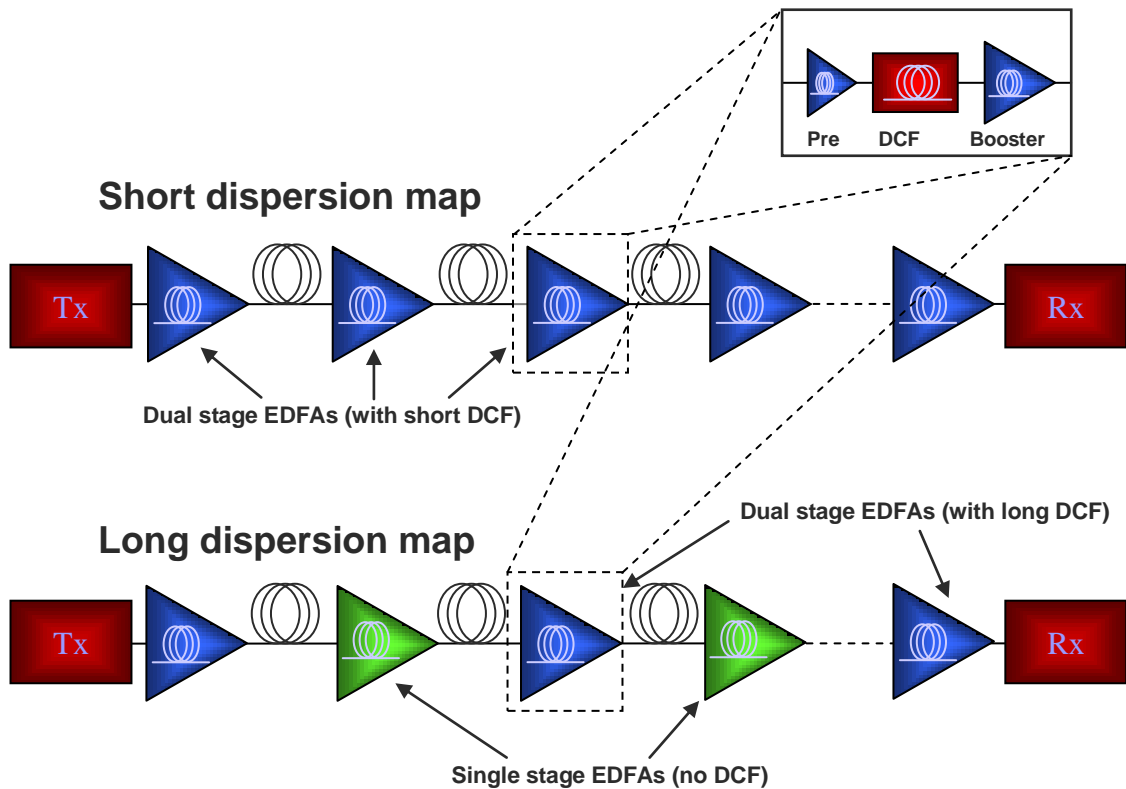 Pre DCF Booster
Short dispersion map
Tx
Rx
Dual stage EDFAs (with short DCF)
Dual stage EDFAs (with long DCF)
Long dispersion map
Tx
Rx
Single stage EDFAs (no DCF)